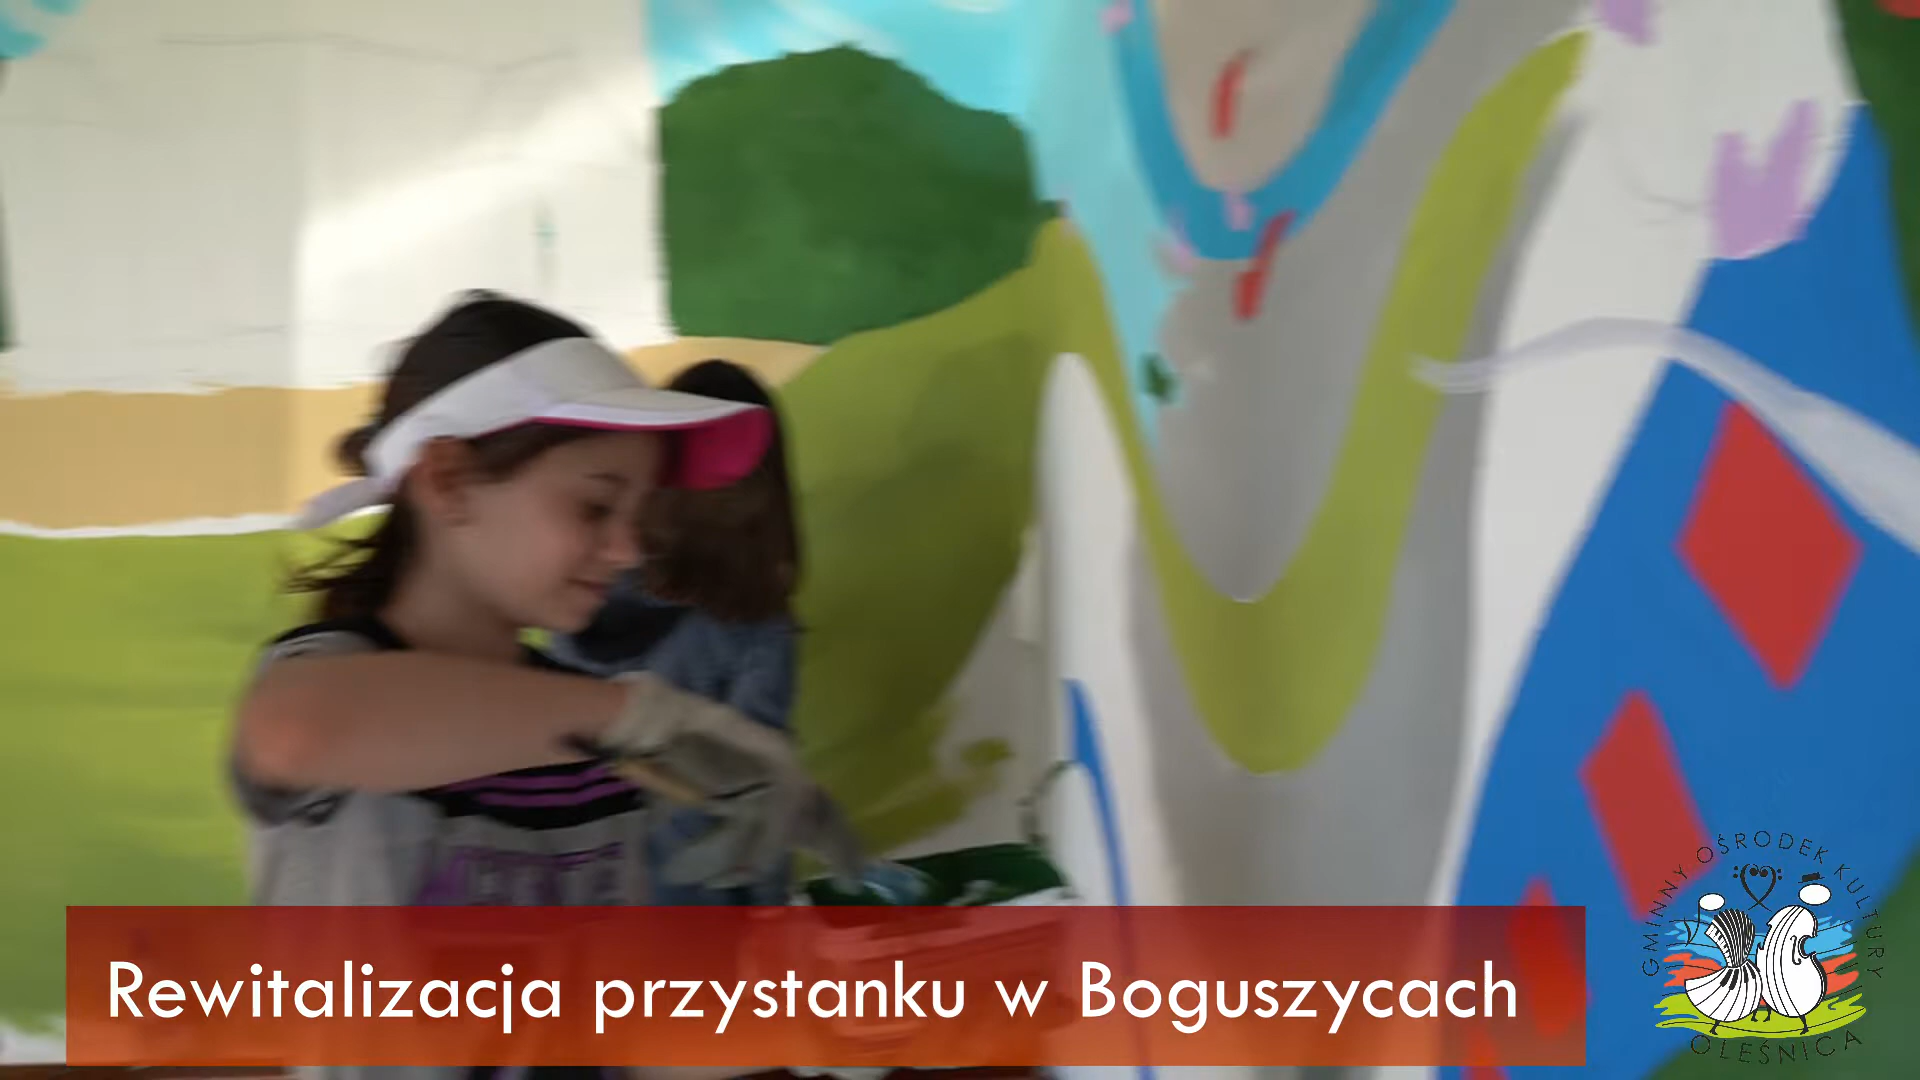 Rewitalizacja przystanku w Boguszycach
GMINNY OŚRODEK KULTURY
OLEŚNICA